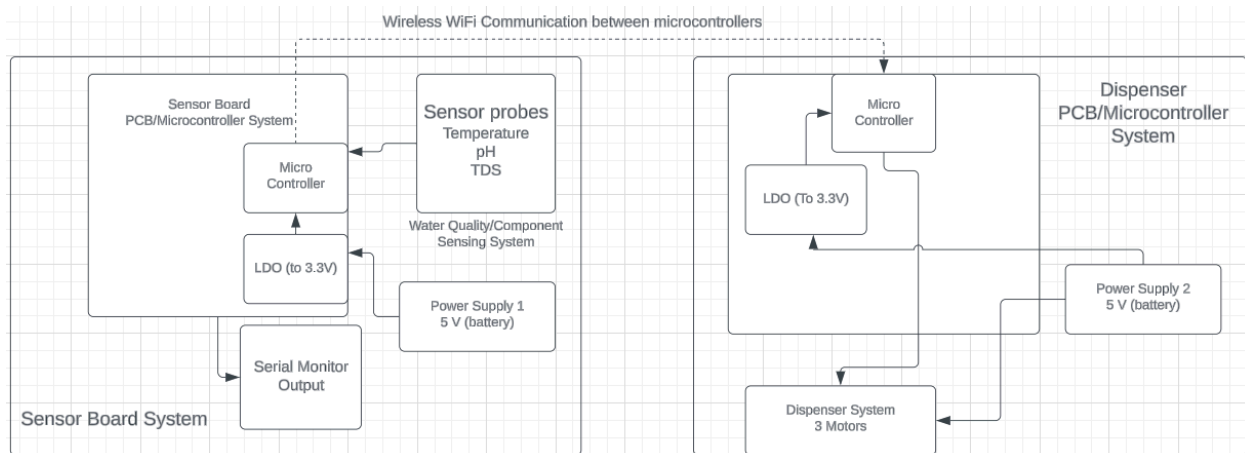 Wireless WiFi Communication between microcontrollers
Sensor Board
PCB/Microcontroller System
Micro
Controller
LDO (to 3.3V)
Sensor probes
Temperature
pH
TDS
Water Quality/Component
Sensing System
Power Supply 1
5 V (battery)
Serial Monitor
Output
Sensor Board System
Micro
Controller
LDO (To 3.3V)
Dispenser
PCB/Microcontroller
System
Power Supply 2
5 V (battery)
Dispenser System
3 Motors